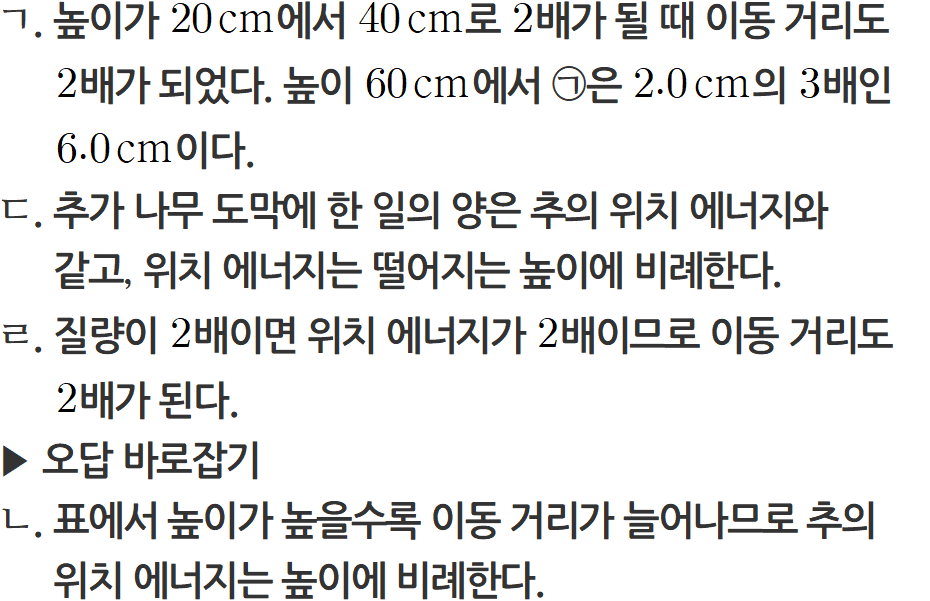 ㄱ. 높이가 20 cm에서 40 cm로 2배가 될 때 이동 거리도
2배가 되었다. 높이 60 cm에서 ㉠은 2.0 cm의 3배인
6.0 cm이다.
ㄷ. 추가 나무 도막에 한 일의 양은 추의 위치 에너지와
같고, 위치 에너지는 떨어지는 높이에 비례한다.
ㄹ. 질량이 2배이면 위치 에너지가 2배이므로 이동 거리도
2배가 된다.
▶ 오답 바로잡기
ㄴ. 표에서 높이가 높을수록 이동 거리가 늘어나므로 추의
위치 에너지는 높이에 비례한다.